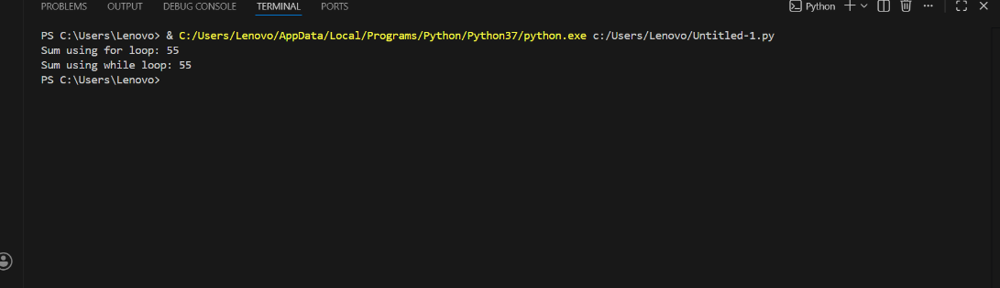 PROBLEMS OUTPUT DEBUG CONSOLE TERMINAL PORTS Python
PS C:\Users\Lenovo> & C:/Users/Lenovo/AppData/Local/Programs/Python/Python37/python.exe c:/Users/Lenovo/Untitled-1.py
Sum using for loop: 55
Sum using while loop: 55
PS C:\Users\Lenovo>